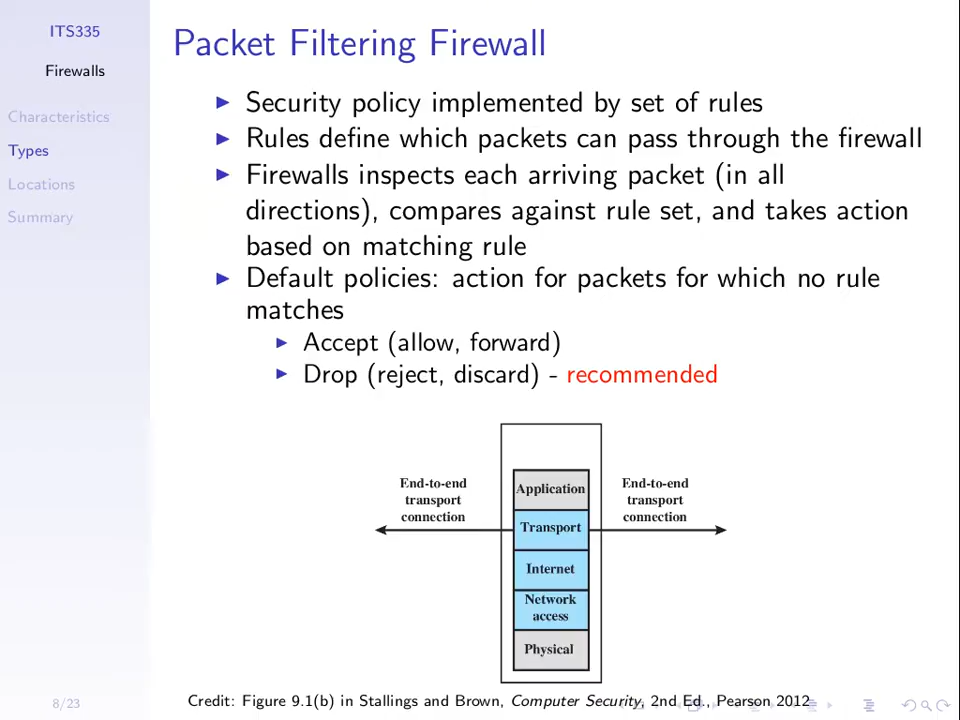 ITS335
Firewalls
Characteristics
Types
Locations
Summary
Packet Filtering Firewall
Security policy implemented by set of rules
Rules define which packets can pass through the firewall
Firewalls inspects each arriving packet (in all
directions), compares against rule set, and takes action
based on matching rule
Default policies: action for packets for which no rule
matches
Accept (allow, forward)
Drop (reject, discard) - recommended
End-to-end
transport
connection
Application
Transport
Internet
Network
access
Physical
End-to-end
transport
connection
8/23
Credit: Figure 9.1(b) in Stallings and Brown, Computer Security, 2nd Ed., Pearson 2012